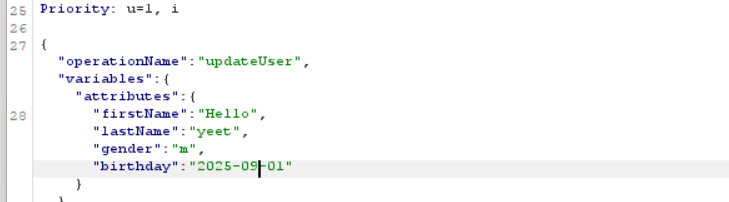 25 Priority: u=1, i
26
27 {
"operationName":"updateUser",
"variables":{
"attributes":{
28 "firstName":"Hello",
"lastName":"yeet",
"gender":"m",
"birthday":"2025-09-01"
}
}